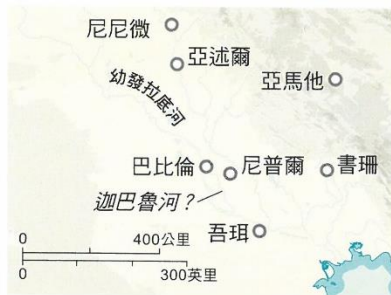 尼尼微
亞述爾
亞馬他
幼發拉底河
巴比倫
尼普爾
書珊
迦巴魯河？
吾珥
0 400公里
0 300英里